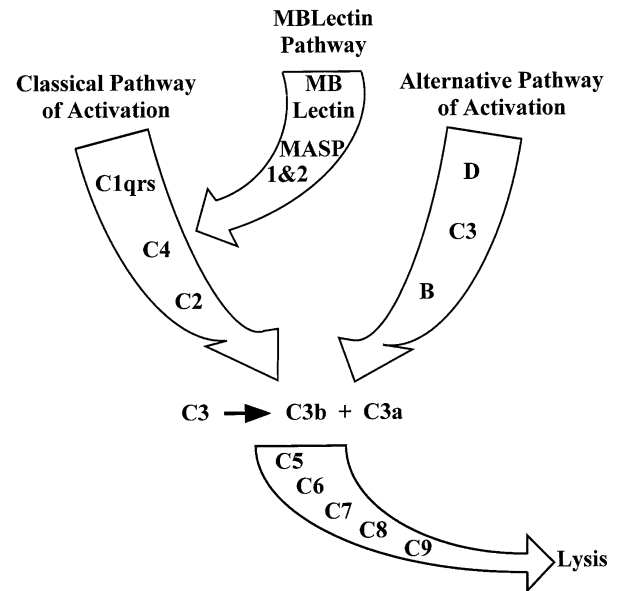 MBLectin
Pathway
Classical Pathway
of Activation
MB
Lectin
MASP
1&2
Alternative Pathway
of Activation
C1qrs
C4
C2
D
C3
B
C3 → C3b + C3a
C5
C6
C7
C8
C9
Lysis